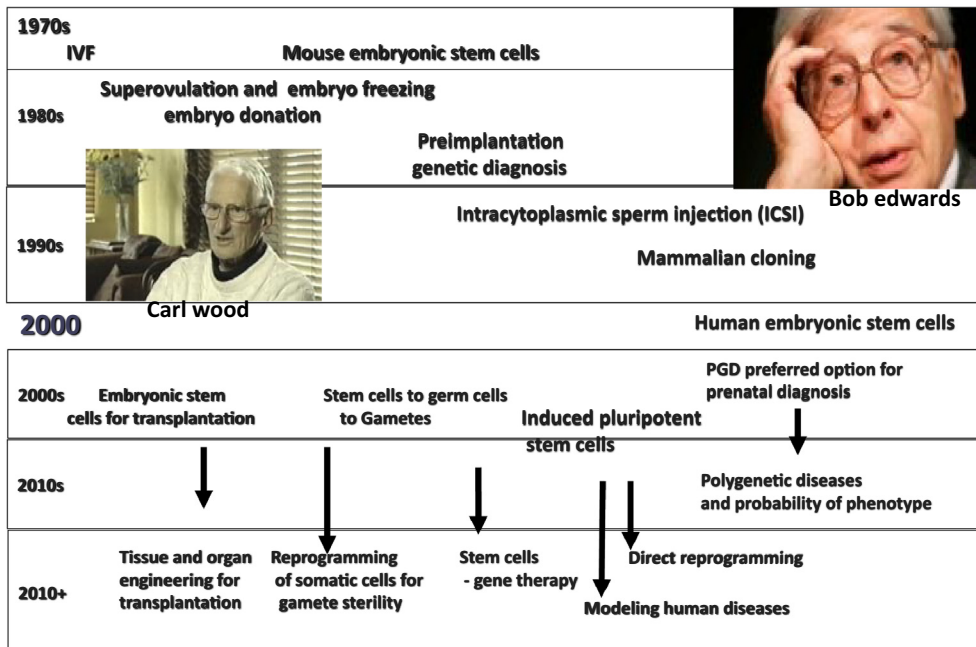 1970s
IVF
Mouse embryonic stem cells
Superovulation and embryo freezing
embryo donation
1980s
Preimplantation
genetic diagnosis
Bob edwards
Intracytoplasmic sperm injection (ICSI)
1990s
Mammalian cloning
Carl wood
2000
Human embryonic stem cells
PGD preferred option for
prenatal diagnosis
2000s
Embryonic stem
cells for transplantation
Stem cells to germ cells
to Gametes
Induced pluripotent
stem cells
2010s
Polygenetic diseases
and probability of phenotype
2010+
Tissue and organ
engineering for
transplantation
Reprogramming
of somatic cells for
gamete sterility
Stem cells
- gene therapy
Direct reprogramming
Modeling human diseases